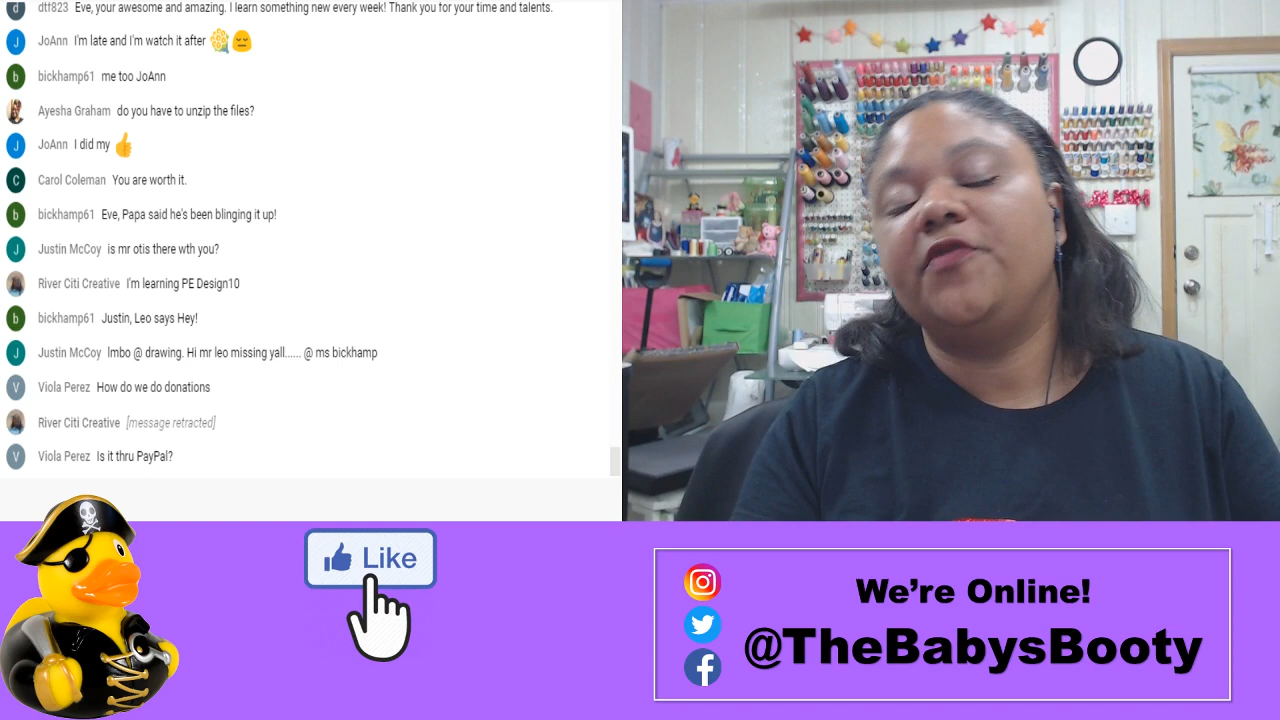 d
dtf823 Eve, your awesome and amazing. I learn something new every week! Thank you for your time and talents.
J
JoAnn I'm late and I'm watch it after
b
bickhamp61 me too JoAnn
Ayesha Graham do you have to unzip the files?
J
JoAnn I did my
C
Carol Coleman You are worth it.
b
bickhamp61 Eve, Papa said he's been blinging it up!
J
Justin McCoy is mr otis there wth you?
River Citi Creative I'm learning PE Design10
b
bickhamp61 Justin, Leo says Hey!
J
Justin McCoy lmbo @ drawing. Hi mr leo missing yall...... @ ms bickhamp
V
Viola Perez How do we do donations
River Citi Creative [message retracted]
V
Viola Perez Is it thru PayPal?
Like
We're Online!
@TheBabysBooty